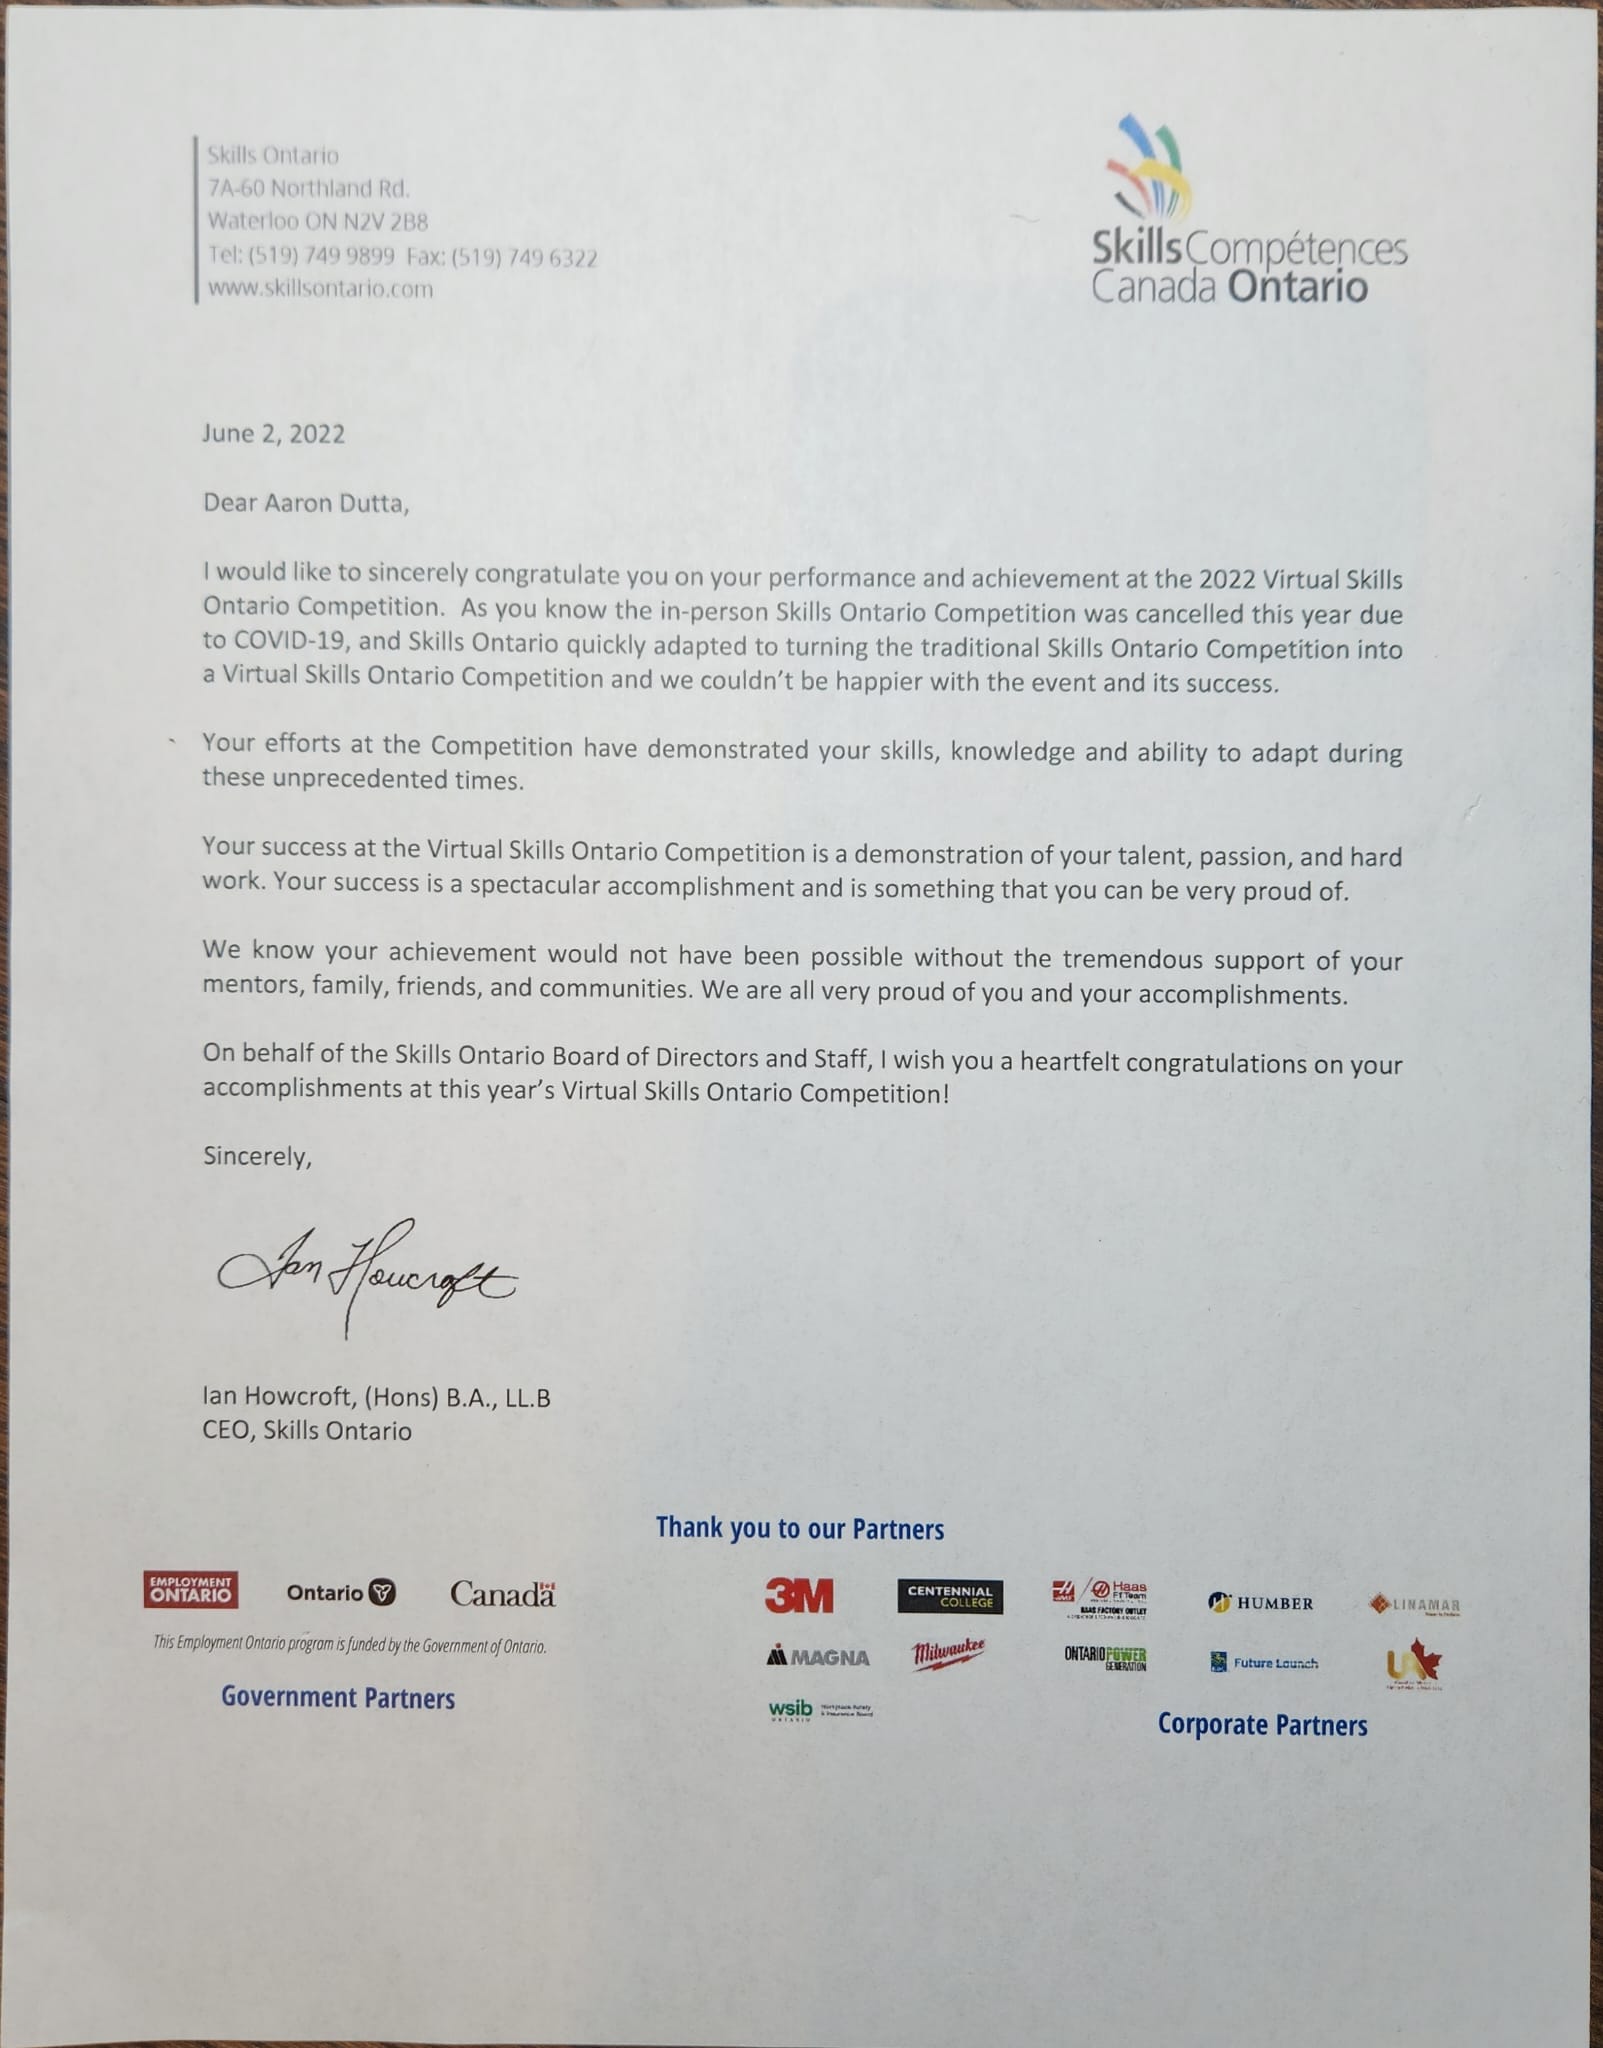 Skills Ontario
7A-60 Northland Rd.
Waterloo ON N2V 2B8
Tel: (519) 749 9899 Fax: (519) 749 6322
www.skillsontario.com
Skills Compétences
Canada Ontario
June 2, 2022
Dear Aaron Dutta,
I would like to sincerely congratulate you on your performance and achievement at the 2022 Virtual Skills
Ontario Competition. As you know the in-person Skills Ontario Competition was cancelled this year due
to COVID-19, and Skills Ontario quickly adapted to turning the traditional Skills Ontario Competition into
a Virtual Skills Ontario Competition and we couldn't be happier with the event and its success.
Your efforts at the Competition have demonstrated your skills, knowledge and ability to adapt during
these unprecedented times.
Your success at the Virtual Skills Ontario Competition is a demonstration of your talent, passion, and hard
work. Your success is a spectacular accomplishment and is something that you can be very proud of.
We know your achievement would not have been possible without the tremendous support of your
mentors, family, friends, and communities. We are all very proud of you and your accomplishments.
On behalf of the Skills Ontario Board of Directors and Staff, I wish you a heartfelt congratulations on your
accomplishments at this year's Virtual Skills Ontario Competition!
Sincerely,
Ian Howcroft
Ian Howcroft, (Hons) B.A., LL.B
CEO, Skills Ontario
Thank you to our Partners
EMPLOYMENT
ONTARIO
Ontario
Canada
This Employment Ontario program is funded by the Government of Ontario.
Government Partners
3M
CENTENNIAL
COLLEGE
Haas
F1 Team
HAAS FACTORY OUTLET
HUMBER
LINAMAR
MAGNA
Milwaukee
ONTARIO POWER
GENERATION
RBC
Future Launch
UA
wsib
ONTARIO
Workplace Safety
& Insurance Board
Corporate Partners